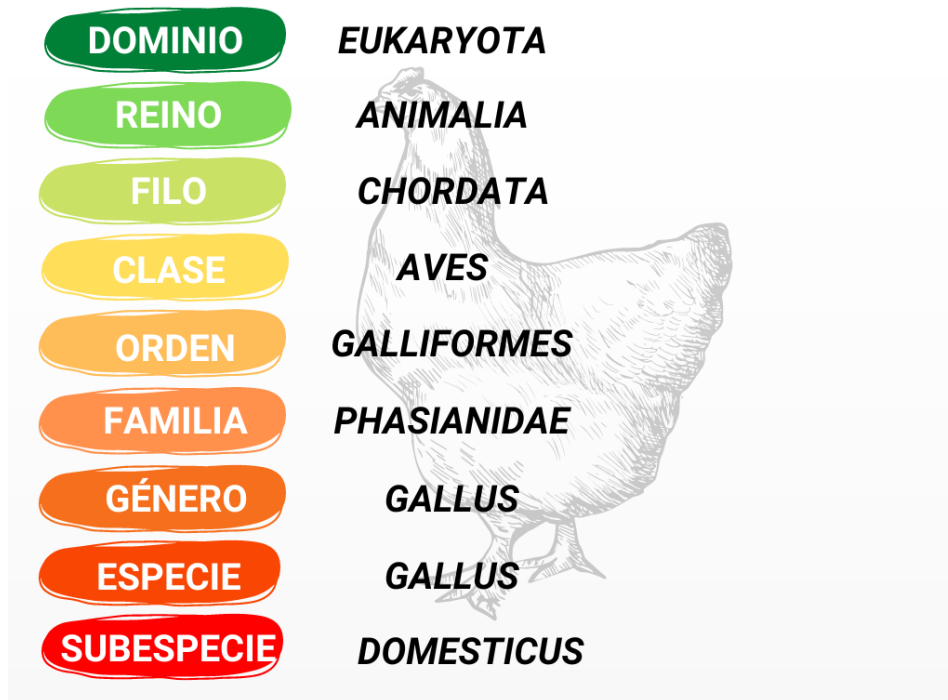 DOMINIO EUKARYOTA
REINO ANIMALIA
FILO CHORDATA
CLASE AVES
ORDEN GALLIFORMES
FAMILIA PHASIANIDAE
GÉNERO GALLUS
ESPECIE GALLUS
SUBESPECIE DOMESTICUS